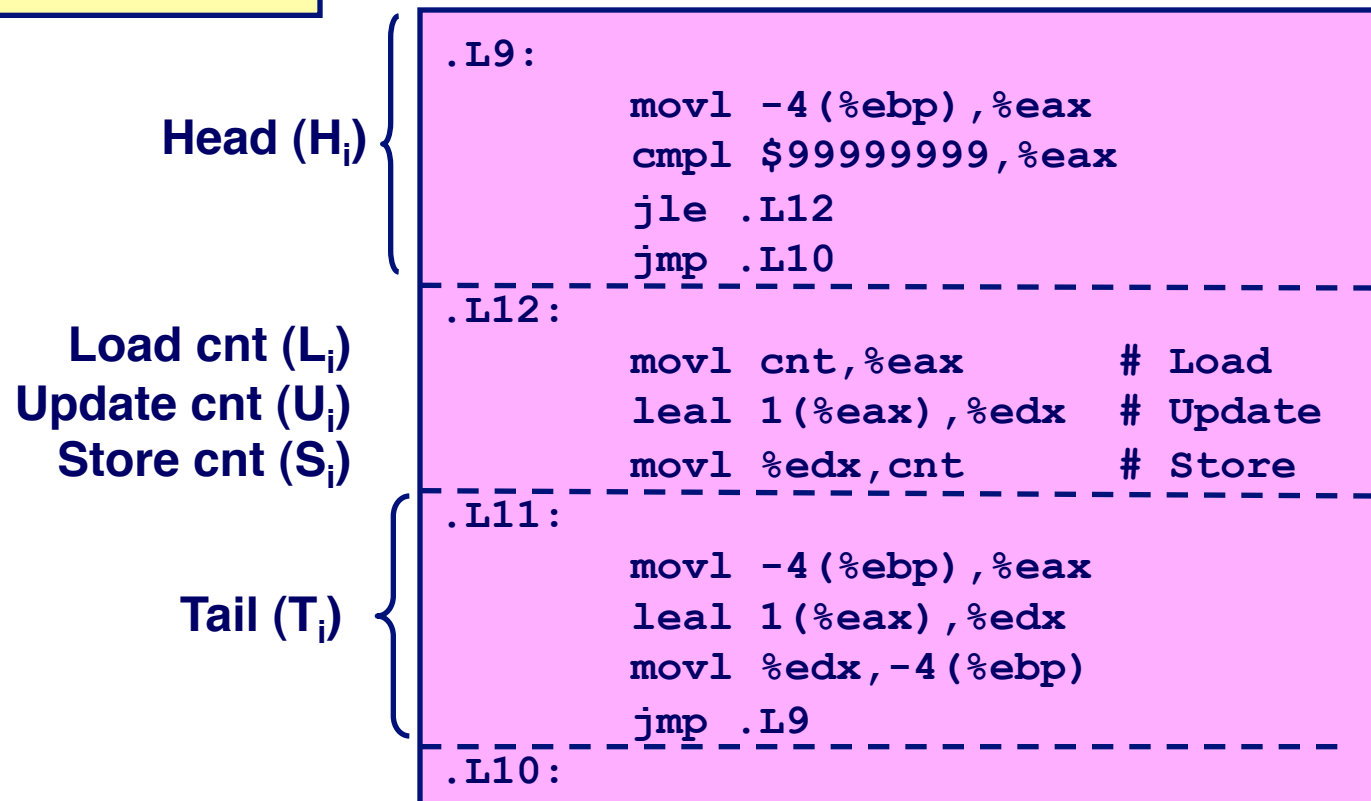 .L9:
movl -4(%ebp),%eax
Head (Hi)
cmpl $99999999,%eax
jle .L12
jmp .L10
.L12:
Load cnt (Li)
movl cnt,%eax # Load
Update cnt (Ui)
leal 1(%eax),%edx # Update
Store cnt (Si)
movl %edx,cnt # Store
.L11:
movl -4(%ebp),%eax
Tail (Ti)
leal 1(%eax),%edx
movl %edx,-4(%ebp)
jmp .L9
.L10: